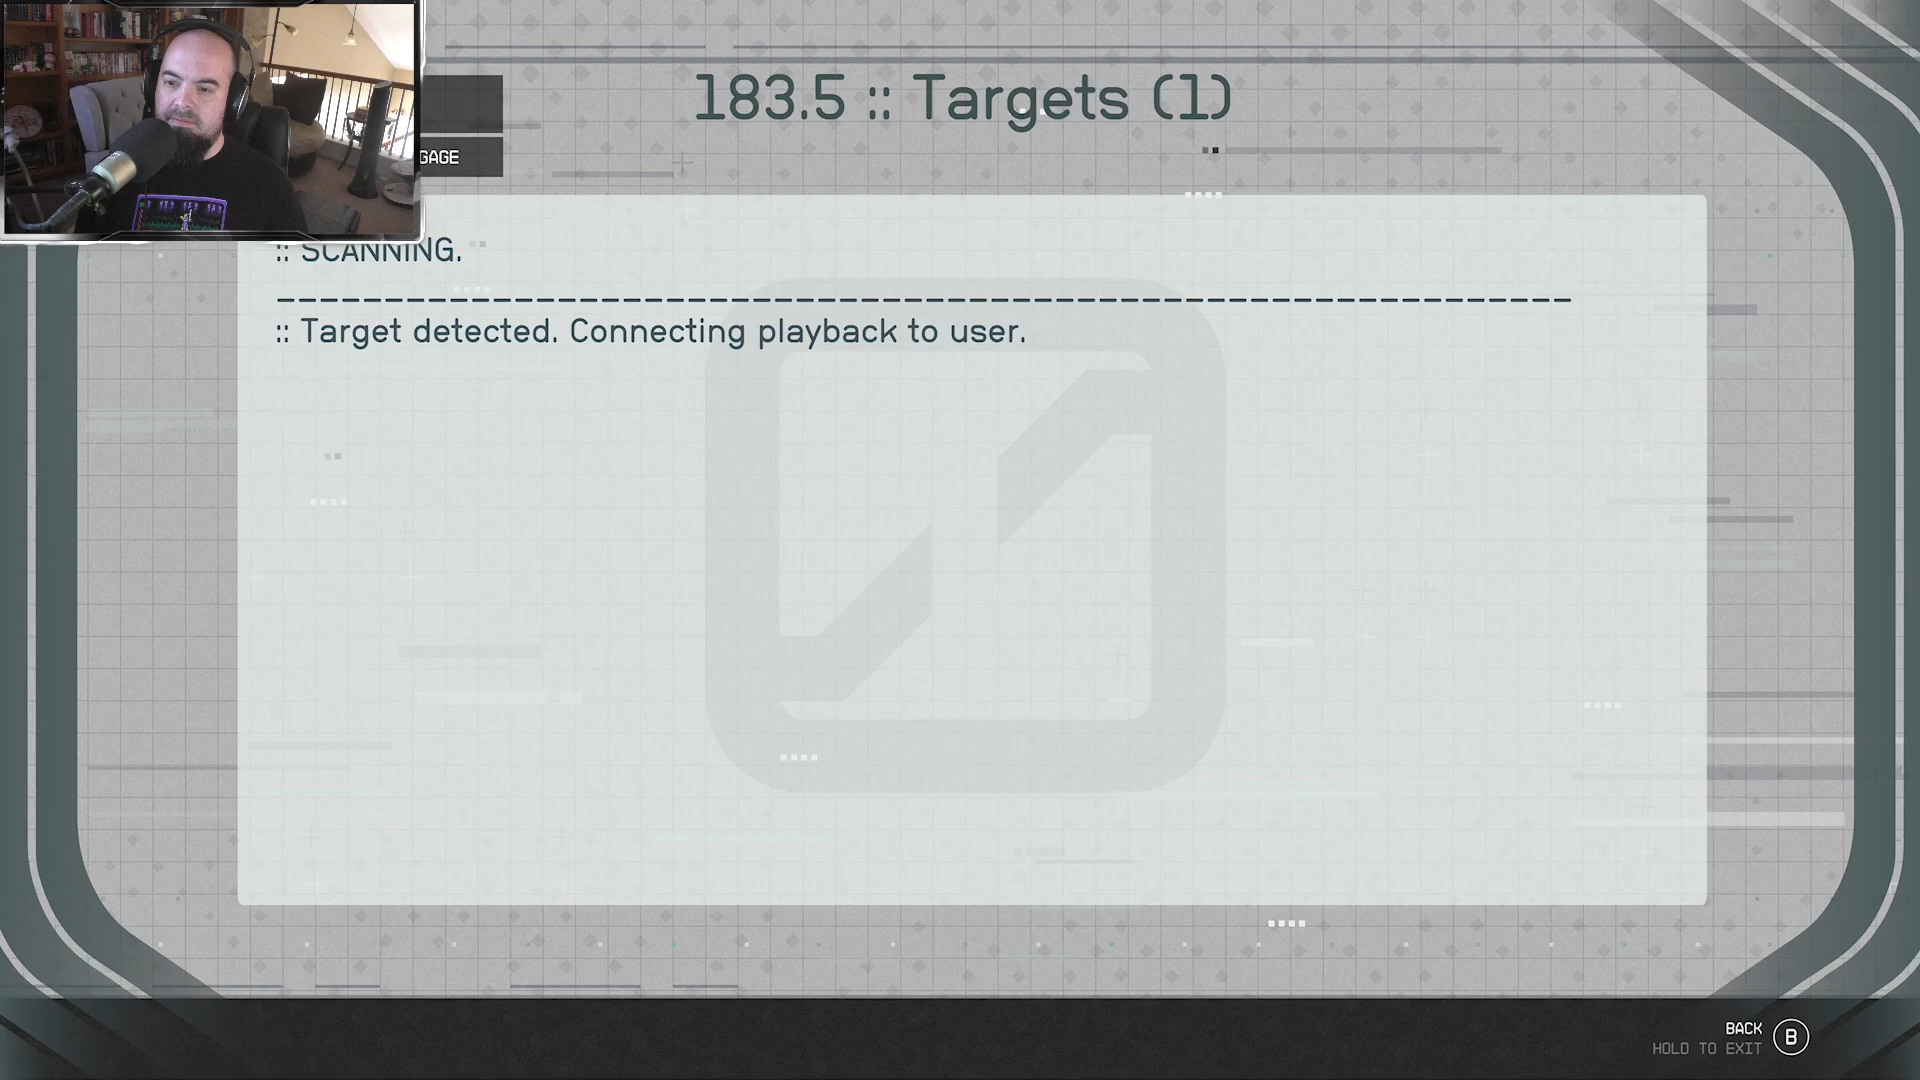 183.5 :: Targets (1)
GAGE
:: SCANNING.
:: Target detected. Connecting playback to user.
BACK
HOLD TO EXIT
B